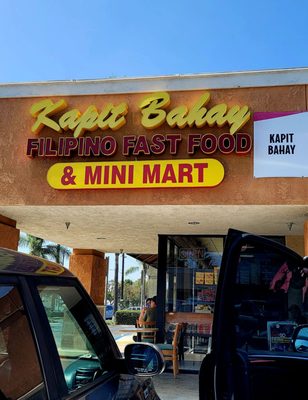 Kapit Bahay
FILIPINO FAST FOOD
& MINI MART
KAPIT
BAHAY